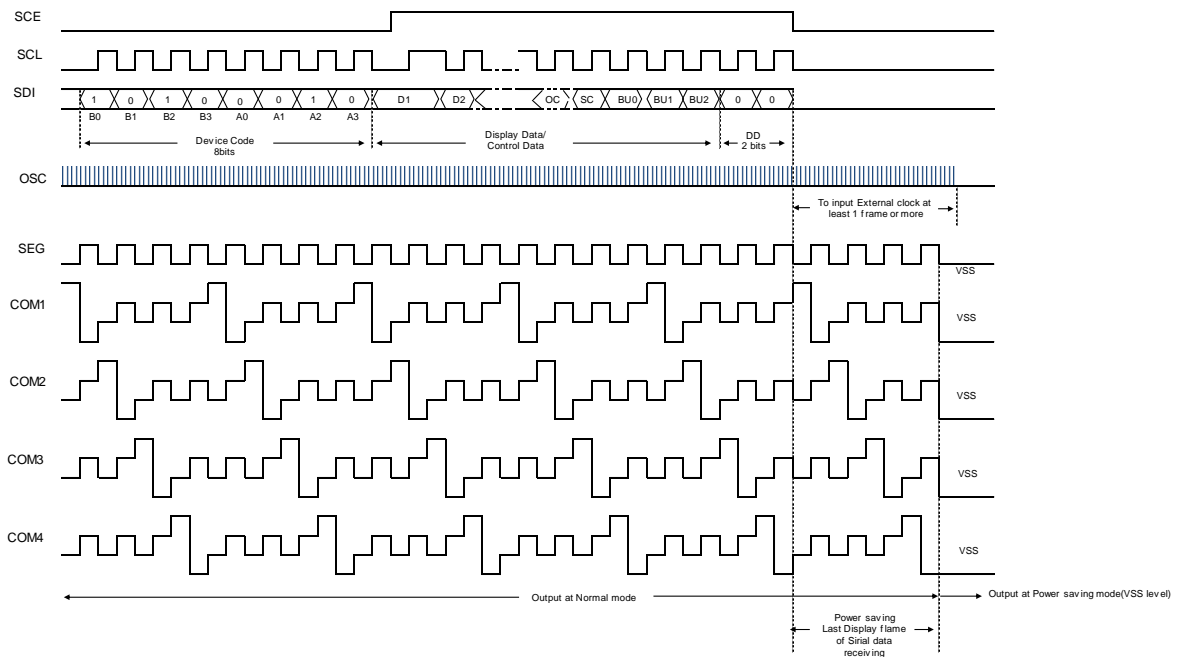 SCE
SCL
SDI
1 0 1 0 0 0 1 0 D1 D2 OC SC BU0 BU1 BU2 0 0
B0 B1 B2 B3 A0 A1 A2 A3
Device Code
8bits
Display Data/
Control Data
DD
2 bits
OSC
To input External clock at
least 1 frame or more
SEG
VSS
COM1
VSS
COM2
VSS
COM3
VSS
COM4
VSS
Output at Normal mode
Output at Power saving mode(VSS level)
Power saving
Last Display flame
of Sirial data
receiving